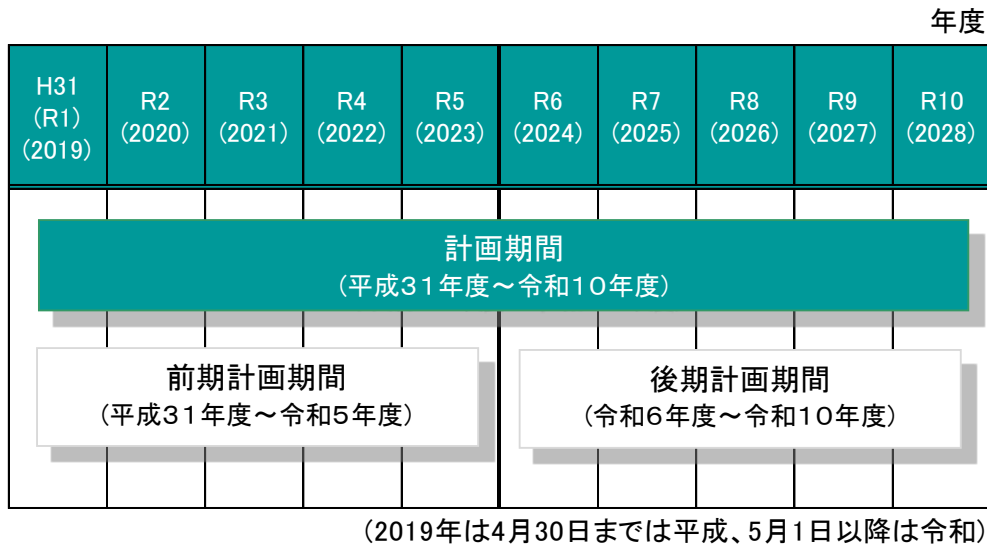 年度
H31
(R1)
(2019)
R2
(2020)
R3
(2021)
R4
(2022)
R5
(2023)
R6
(2024)
R7
(2025)
R8
(2026)
R9
(2027)
R10
(2028)
計画期間
(平成31年度～令和10年度)
前期計画期間
(平成31年度～令和5年度)
後期計画期間
(令和6年度～令和10年度)
(2019年は4月30日までは平成、5月1日以降は令和)